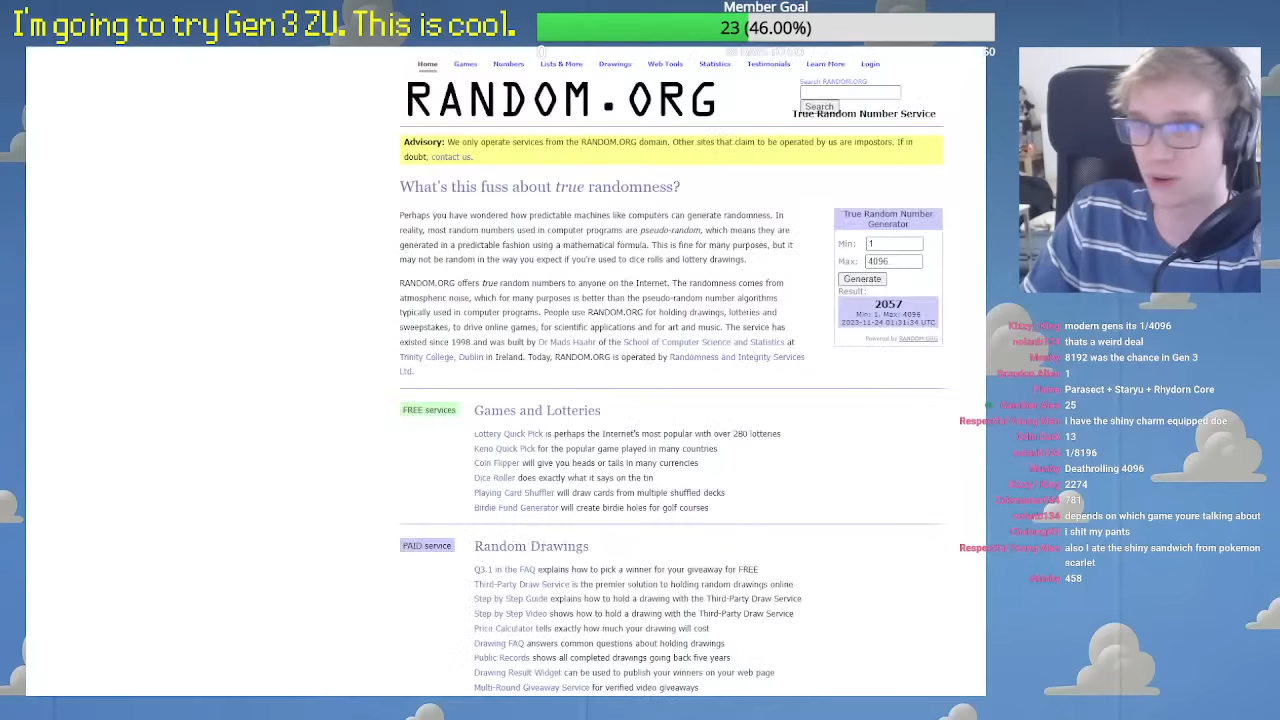 I'm going to try Gen 3 ZU. This is cool.
Member Goal
23 (46.00%)
Home Games Numbers Lists & More Drawings Web Tools Statistics Testimonials Learn More Login
RANDOM.ORG
Search RANDOM.ORG
Search
True Random Number Service
Advisory: We only operate services from the RANDOM.ORG domain. Other sites that claim to be operated by us are impostors. If in
doubt, contact us.
What's this fuss about true randomness?
Perhaps you have wondered how predictable machines like computers can generate randomness. In
reality, most random numbers used in computer programs are pseudo-random, which means they are
generated in a predictable fashion using a mathematical formula. This is fine for many purposes, but it
may not be random in the way you expect if you're used to dice rolls and lottery drawings.
RANDOM.ORG offers true random numbers to anyone on the Internet. The randomness comes from
atmospheric noise, which for many purposes is better than the pseudo-random number algorithms
typically used in computer programs. People use RANDOM.ORG for holding drawings, lotteries and
sweepstakes, to drive online games, for scientific applications and for art and music. The service has
existed since 1998 and was built by Dr Mads Haahr of the School of Computer Science and Statistics at
Trinity College, Dublin in Ireland. Today, RANDOM.ORG is operated by Randomness and Integrity Services
Ltd.
True Random Number
Generator
Min: 1
Max: 4096
Generate
Result:
2057
Min: 1, Max: 4096
2023-11-24 01:31:34 UTC
Powered by RANDOM.ORG
FREE services
Games and Lotteries
Lottery Quick Pick is perhaps the Internet's most popular with over 280 lotteries
Keno Quick Pick for the popular game played in many countries
Coin Flipper will give you heads or tails in many currencies
Dice Roller does exactly what it says on the tin
Playing Card Shuffler will draw cards from multiple shuffled decks
Birdie Fund Generator will create birdie holes for golf courses
PAID service
Random Drawings
Q3.1 in the FAQ explains how to pick a winner for your giveaway for FREE
Third-Party Draw Service is the premier solution to holding random drawings online
Step by Step Guide explains how to hold a drawing with the Third-Party Draw Service
Step by Step Video shows how to hold a drawing with the Third-Party Draw Service
Price Calculator tells exactly how much your drawing will cost
Drawing FAQ answers common questions about holding drawings
Public Records shows all completed drawings going back five years
Drawing Result Widget can be used to publish your winners on your web page
Multi-Round Giveaway Service for verified video giveaways
modern gens its 1/4096
thats a weird deal
8192 was the chance in Gen 3
1
Parasect + Staryu + Rhydorn Core
25
i have the shiny charm equipped doe
13
1/8196
Deathrolling 4096
2274
781
depends on which game your talking about
i shit my pants
also I ate the shiny sandwich from pokemon
scarlet
458